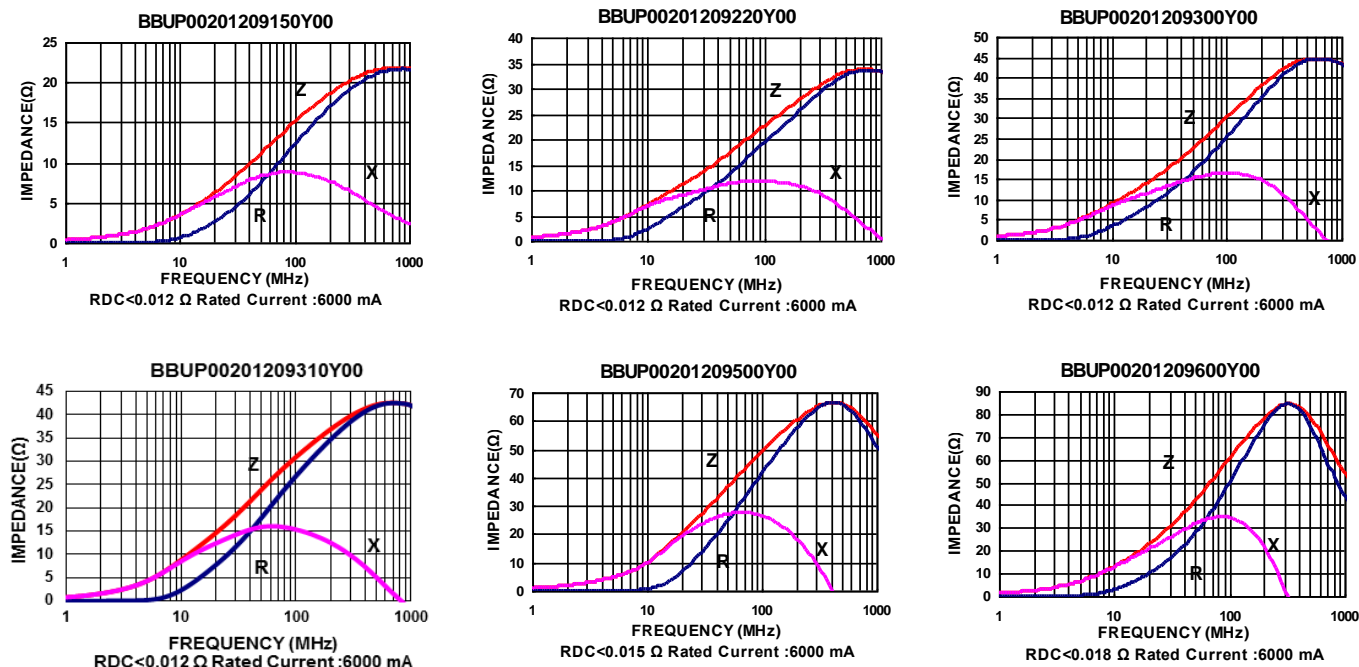 BBUP00201209150Y00
25
20
15
10
5
0
IMPEDANCE(Ω)
Z
X
R
1 10 100 1000
FREQUENCY (MHz)
RDC<0.012 Ω Rated Current :6000 mA
BBUP00201209220Y00
40
35
30
25
20
15
10
5
0
IMPEDANCE(Ω)
Z
X
R
1 10 100 1000
FREQUENCY (MHz)
RDC<0.012 Ω Rated Current :6000 mA
BBUP00201209300Y00
50
45
40
35
30
25
20
15
10
5
0
IMPEDANCE(Ω)
Z
X
R
1 10 100 1000
FREQUENCY (MHz)
RDC<0.012 Ω Rated Current :6000 mA
BBUP00201209310Y00
45
40
35
30
25
20
15
10
5
0
IMPEDANCE(Ω)
Z
X
R
1 10 100 1000
FREQUENCY (MHz)
RDC<0.012 Ω Rated Current :6000 mA
BBUP00201209500Y00
70
60
50
40
30
20
10
0
IMPEDANCE(Ω)
Z
X
R
1 10 100 1000
FREQUENCY (MHz)
RDC<0.015 Ω Rated Current :6000 mA
BBUP00201209600Y00
90
80
70
60
50
40
30
20
10
0
IMPEDANCE(Ω)
Z
X
R
1 10 100 1000
FREQUENCY (MHz)
RDC<0.018 Ω Rated Current :6000 mA